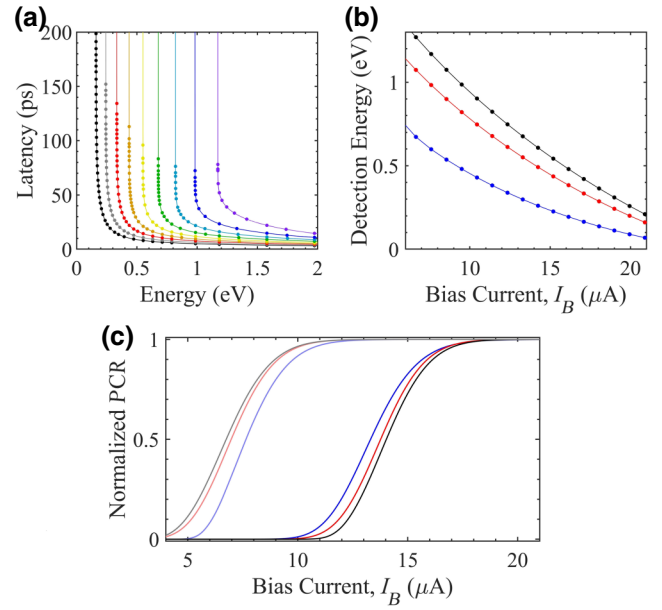 (a)
200
150
100
50
0
Latency (ps)
0 0.5 1 1.5 2
Energy (eV)
(b)
1
0.5
0
Detection Energy (eV)
10 15 20
Bias Current, I_B (μA)
(c)
1
0.5
0
Normalized PCR
5 10 15 20
Bias Current, I_B (μA)